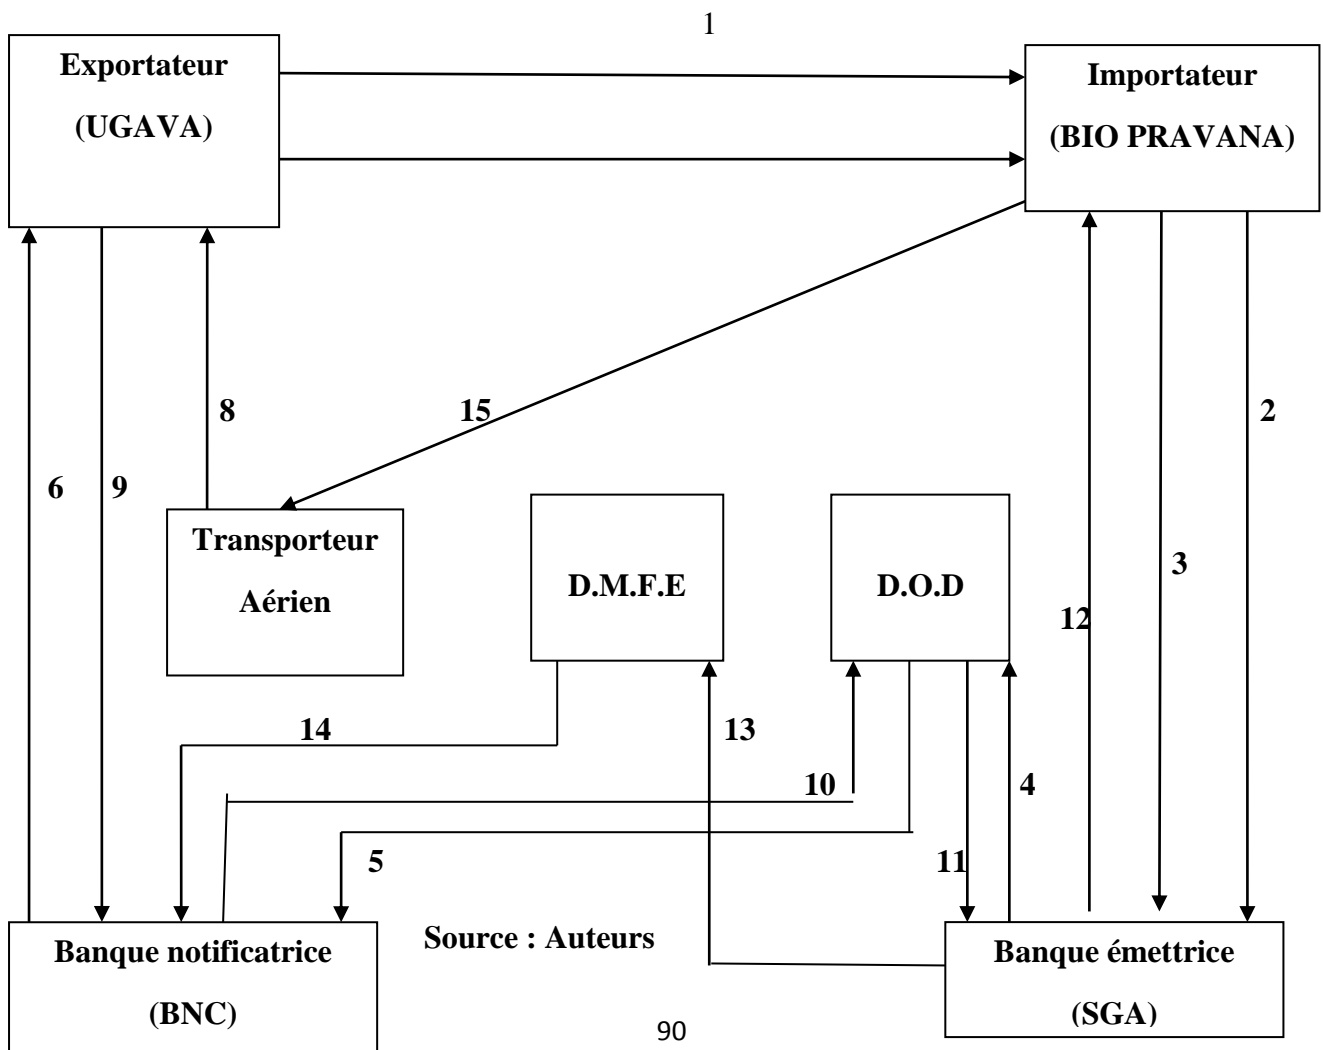 1
Exportateur
(UGAVA)
Importateur
(BIO PRAVANA)
8
15
2
6
9
Transporteur
Aérien
D.M.F.E
D.O.D
3
12
14
13
10
4
5
11
Banque notificatrice
(BNC)
Source : Auteurs
Banque émettrice
(SGA)
90